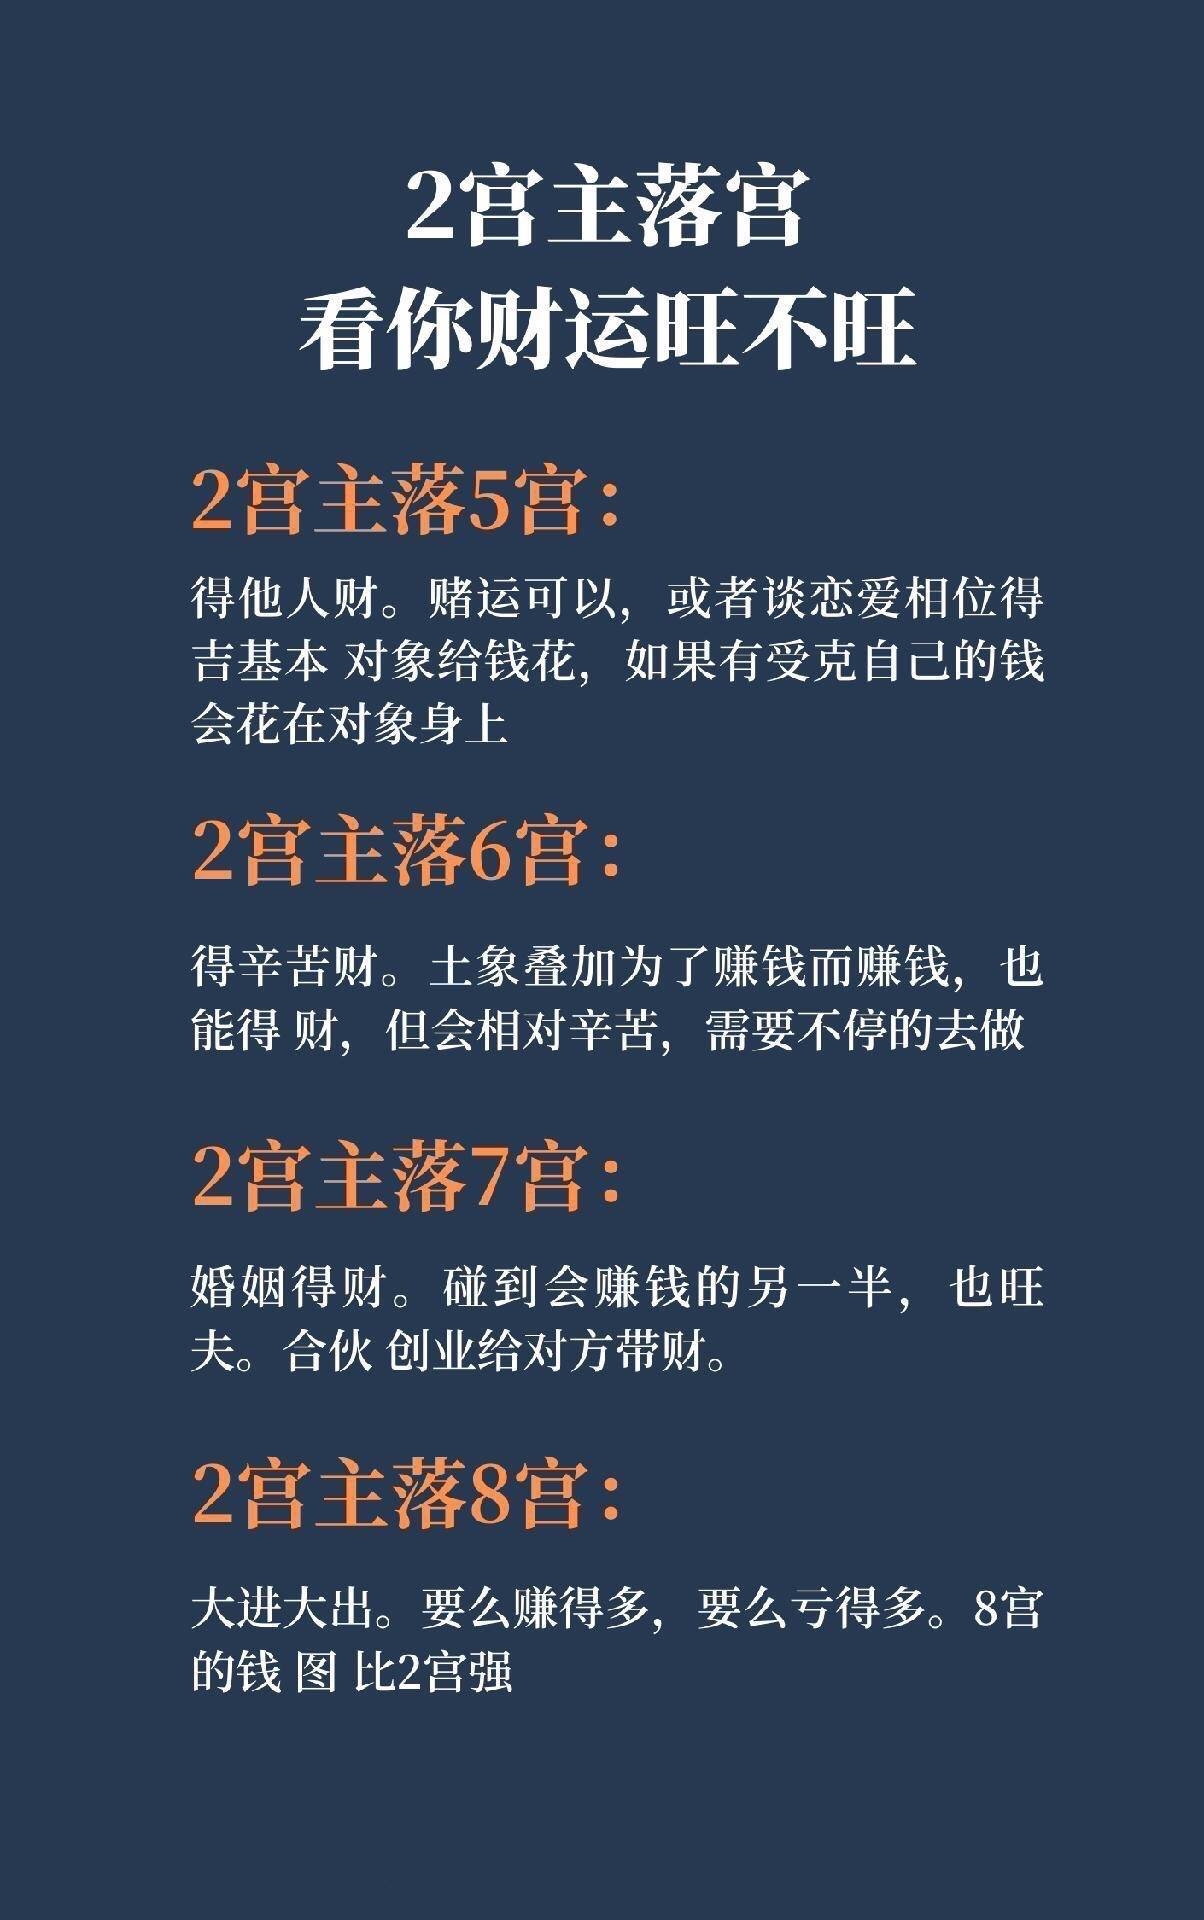 2宫主落宫
看你财运旺不旺
2宫主落5宫：
得他人财。赌运可以，或者谈恋爱相位得
吉基本 对象给钱花，如果有受克自己的钱
会花在对象身上
2宫主落6宫：
得辛苦财。土象叠加为了赚钱而赚钱，也
能得 财，但会相对辛苦，需要不停的去做
2宫主落7宫：
婚姻得财。碰到会赚钱的另一半，也旺
夫。合伙 创业给对方带财。
2宫主落8宫：
大进大出。要么赚得多，要么亏得多。8宫
的钱 图 比2宫强